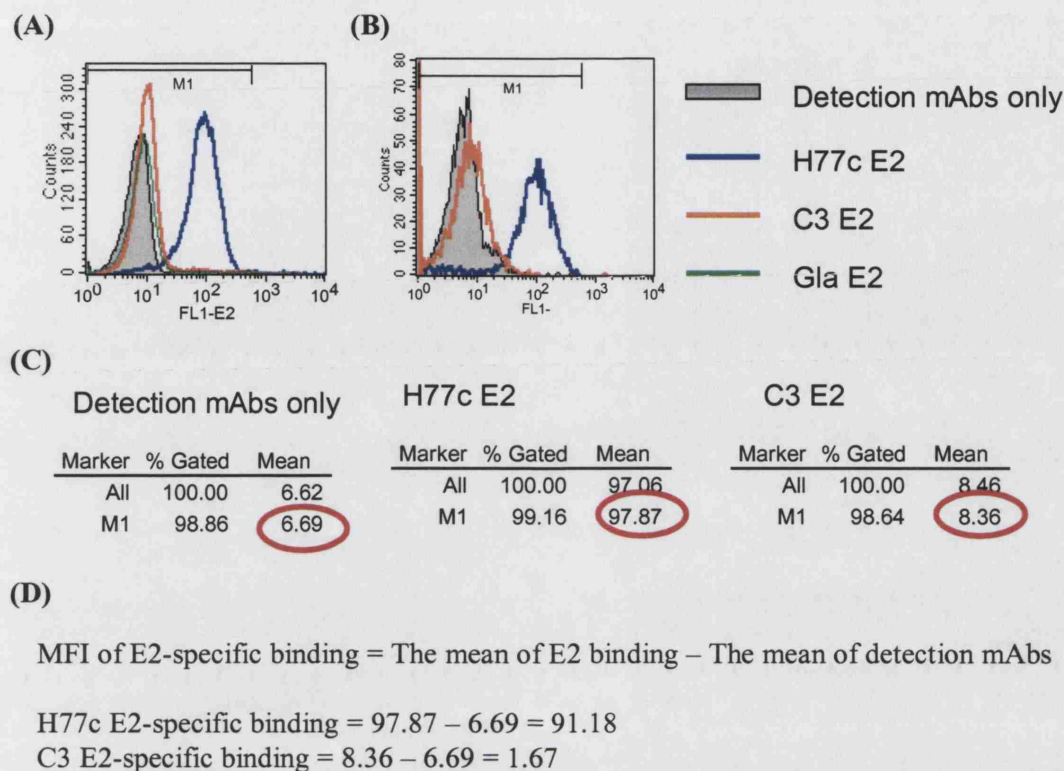 (A)
(B)
M1
Counts
300
240
180
120
60
0
10⁰ 10¹ 10² 10³ 10⁴
FL1-E2
M1
Counts
80
70
60
50
40
30
20
10
0
10⁰ 10¹ 10² 10³ 10⁴
FL1-
Detection mAbs only
H77c E2
C3 E2
Gla E2
(C)
Detection mAbs only
Marker % Gated Mean
All 100.00 6.62
M1 98.86 6.69
H77c E2
Marker % Gated Mean
All 100.00 97.06
M1 99.16 97.87
C3 E2
Marker % Gated Mean
All 100.00 8.46
M1 98.64 8.36
(D)
MFI of E2-specific binding = The mean of E2 binding – The mean of detection mAbs
H77c E2-specific binding = 97.87 – 6.69 = 91.18
C3 E2-specific binding = 8.36 – 6.69 = 1.67